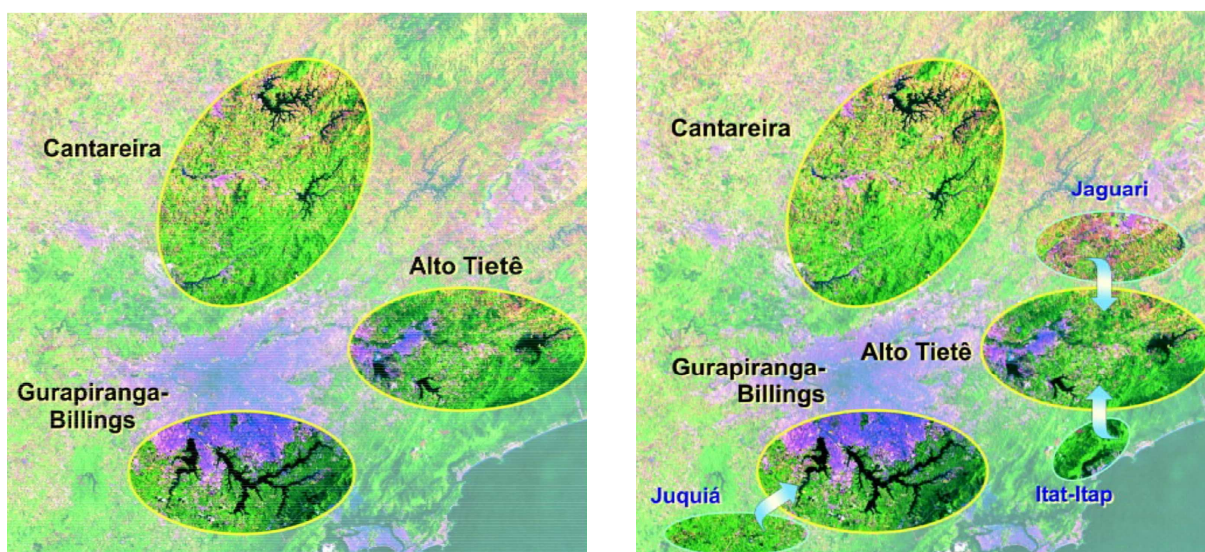 Cantareira
Alto Tietê
Gurapiranga-
Billings
Cantareira
Jaguari
Alto Tietê
Gurapiranga-
Billings
Juquiá
Itat-Itap